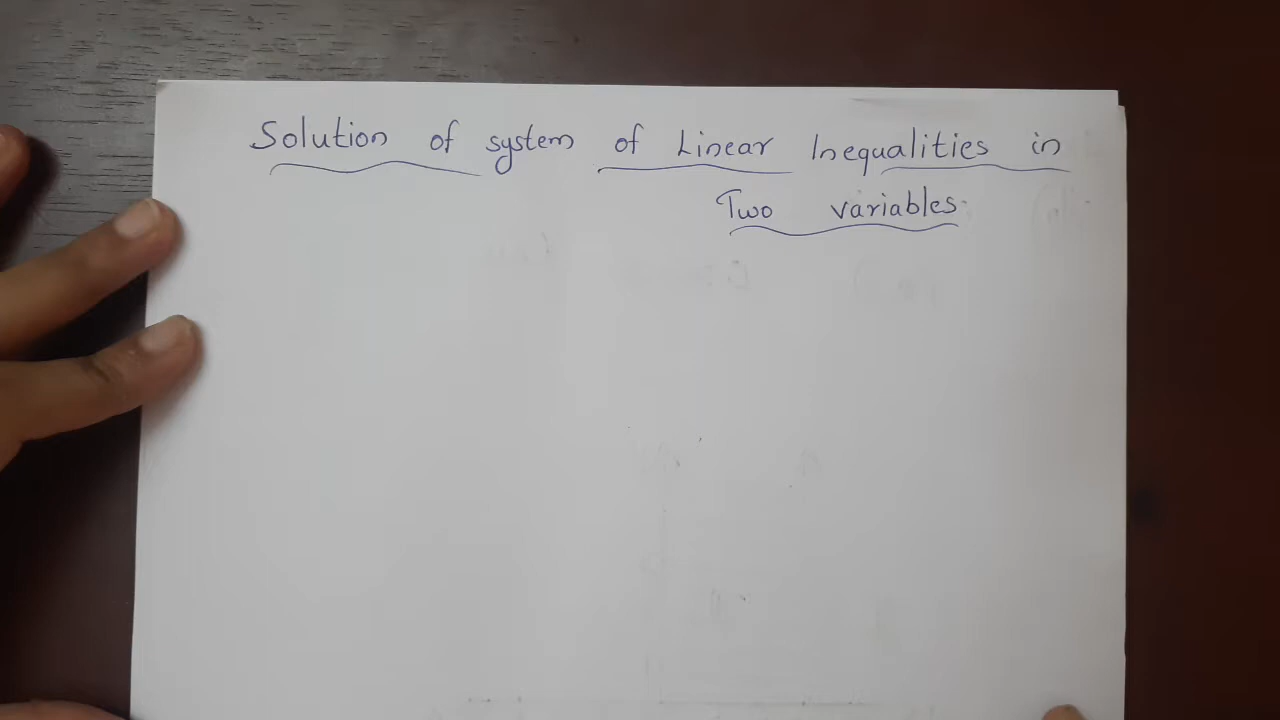 Solution of system of Linear Inequalities in
Two variables.